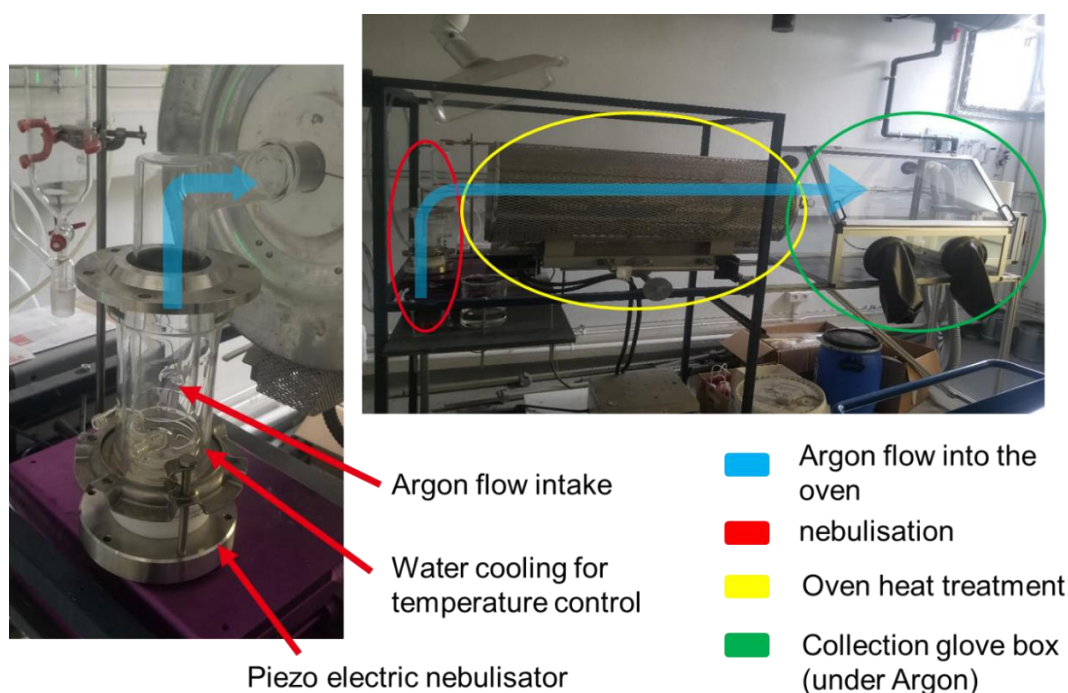 Argon flow intake
Water cooling for
temperature control
Piezo electric nebulisator
Argon flow into the
oven
nebulisation
Oven heat treatment
Collection glove box
(under Argon)